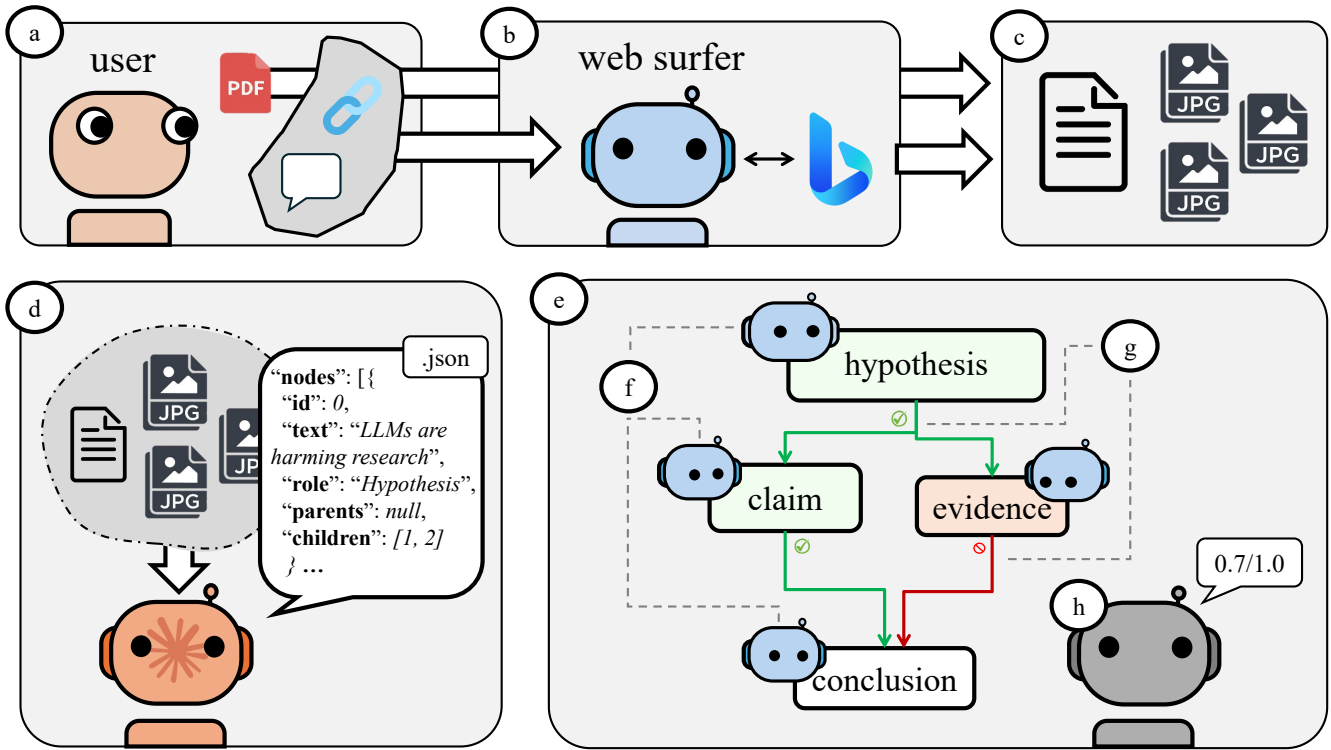 a
user
PDF
b
web surfer
c
JPG
JPG
JPG
d
JPG
JPG
JP
.json
“nodes”: [{
“id”: 0,
“text”: “LLMs are
harming research”,
“role”: “Hypothesis”,
“parents”: null,
“children”: [1, 2]
} ...
e
f
g
hypothesis
claim
evidence
conclusion
h
0.7/1.0